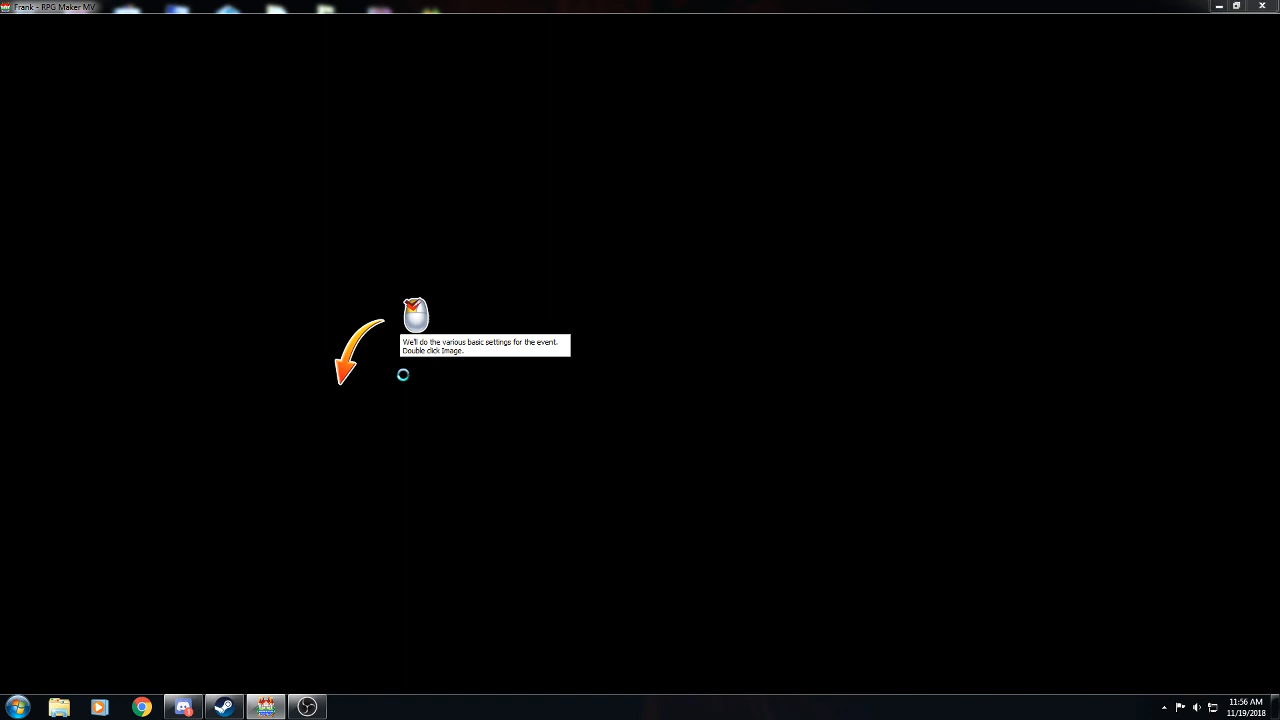 Frank - RPG Maker MV
We'll do the various basic settings for the event.
Double click Image.
11:56 AM
11/19/2018